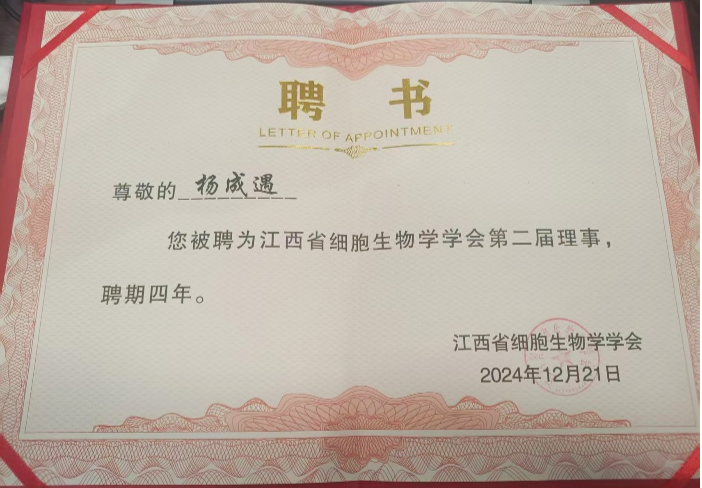 聘 书
LETTER OF APPOINTMENT
尊敬的 杨成遇
您被聘为江西省细胞生物学学会第二届理事，
聘期四年。
江西省细胞生物学学会
2024年12月21日